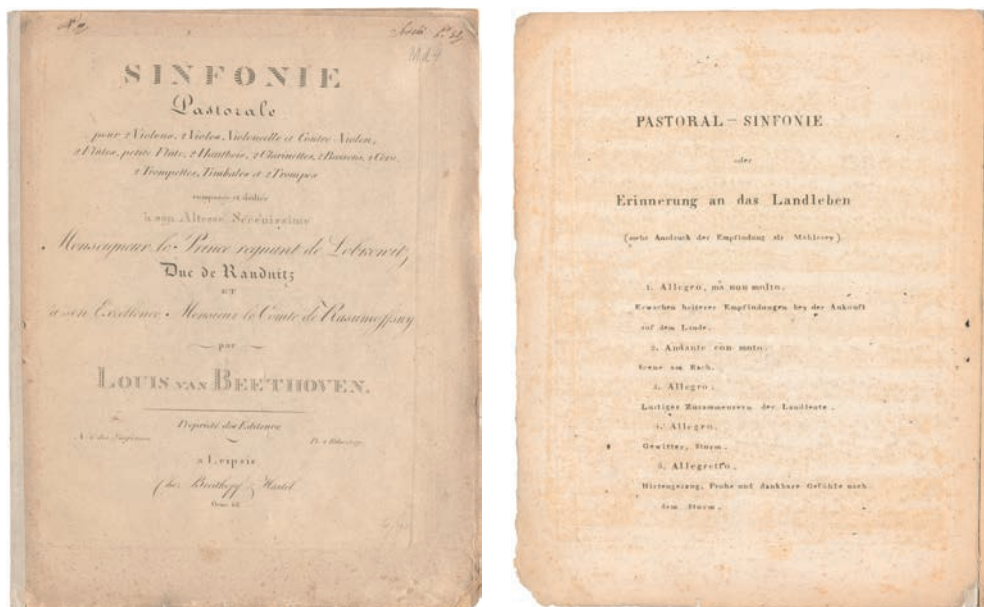 SINFONIE
Pastorale
pour 2 Violons, 2 Violes, Violoncelle et Contre-Violon,
2 Flûtes, petite Flûte, 2 Hautbois, 2 Clarinettes, 2 Bassons, 2 Cors,
2 Trompettes, Timbales et 2 Trompes
composée et dédiée
à son Altesse Sérénissime
Monseigneur le Prince regnant de Lobkowitz
Duc de Raudnitz
ET
à son Excellence Monsieur le Comte de Rasumoffsky
par
LOUIS VAN BEETHOVEN.
Propriété des Editeurs
à Leipsic
Chez Breitkopf & Härtel
PASTORAL - SINFONIE
oder
Erinnerung an das Landleben
(mehr Ausdruck der Empfindung als Mahlerey)
1. Allegro, ma non molto.
Erwachen heiterer Empfindungen bey der Ankunft
auf dem Lande.
2. Andante con moto.
Scene am Bach.
3. Allegro.
Lustiges Zusammenseyn der Landleute.
4. Allegro.
Gewitter, Sturm.
5. Allegretto.
Hirtengesang, Frohe und dankbare Gefühle nach
dem Sturm.